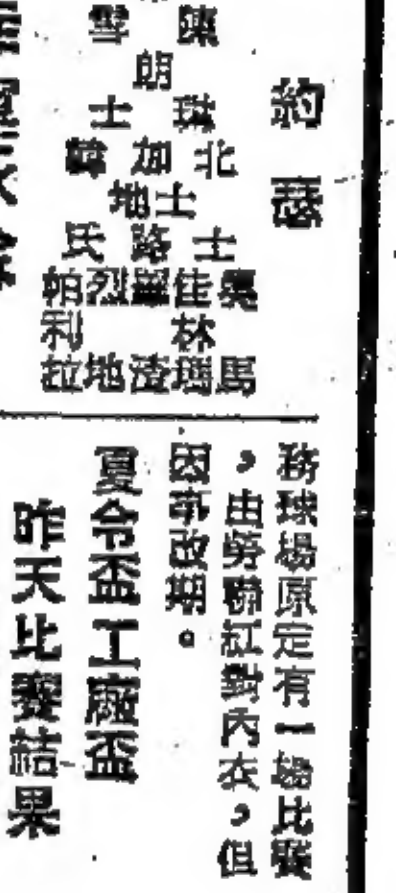 約瑟
陳雪
朗
琪士
北加韓
士地
士路氏
奧佳羅烈帕
林利
馬瑞渣地拉
務球場原定有一場比賽
，由勞聯紅對內衣，但
因事改期。
夏令盃工廠盃
昨天比賽結果